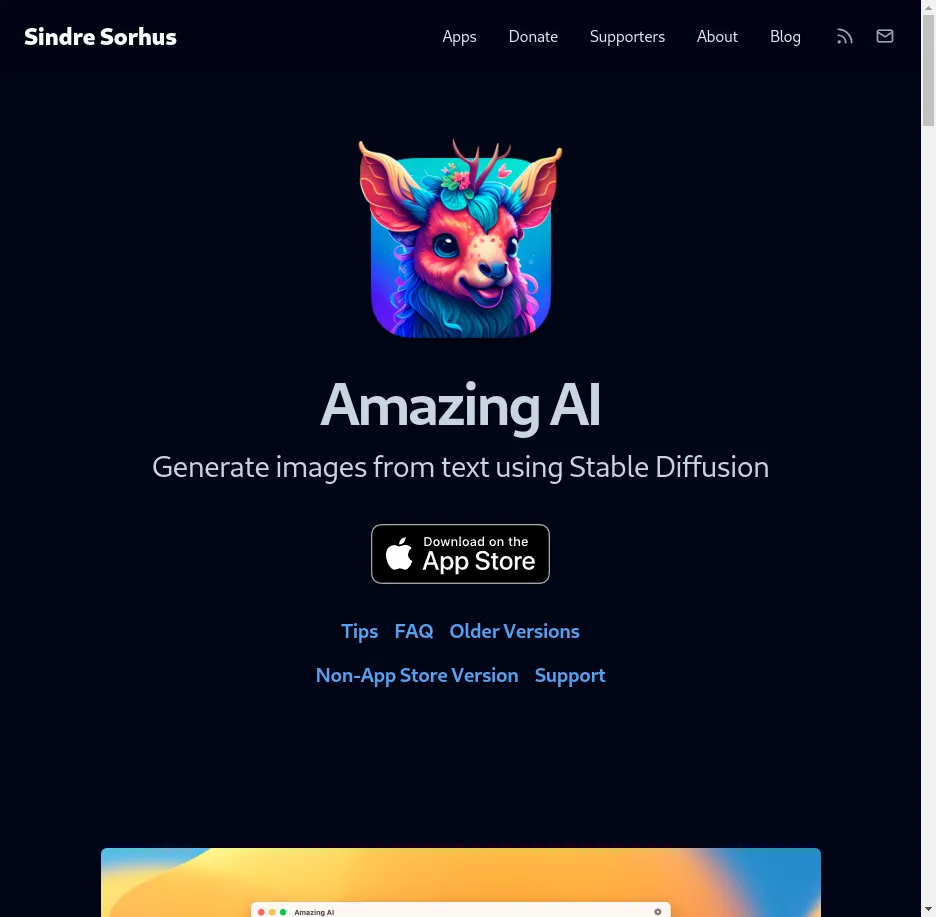 Sindre Sorhus
Apps Donate Supporters About Blog
Amazing AI
Generate images from text using Stable Diffusion
Download on the
App Store
Tips FAQ Older Versions
Non-App Store Version Support
Amazing AI